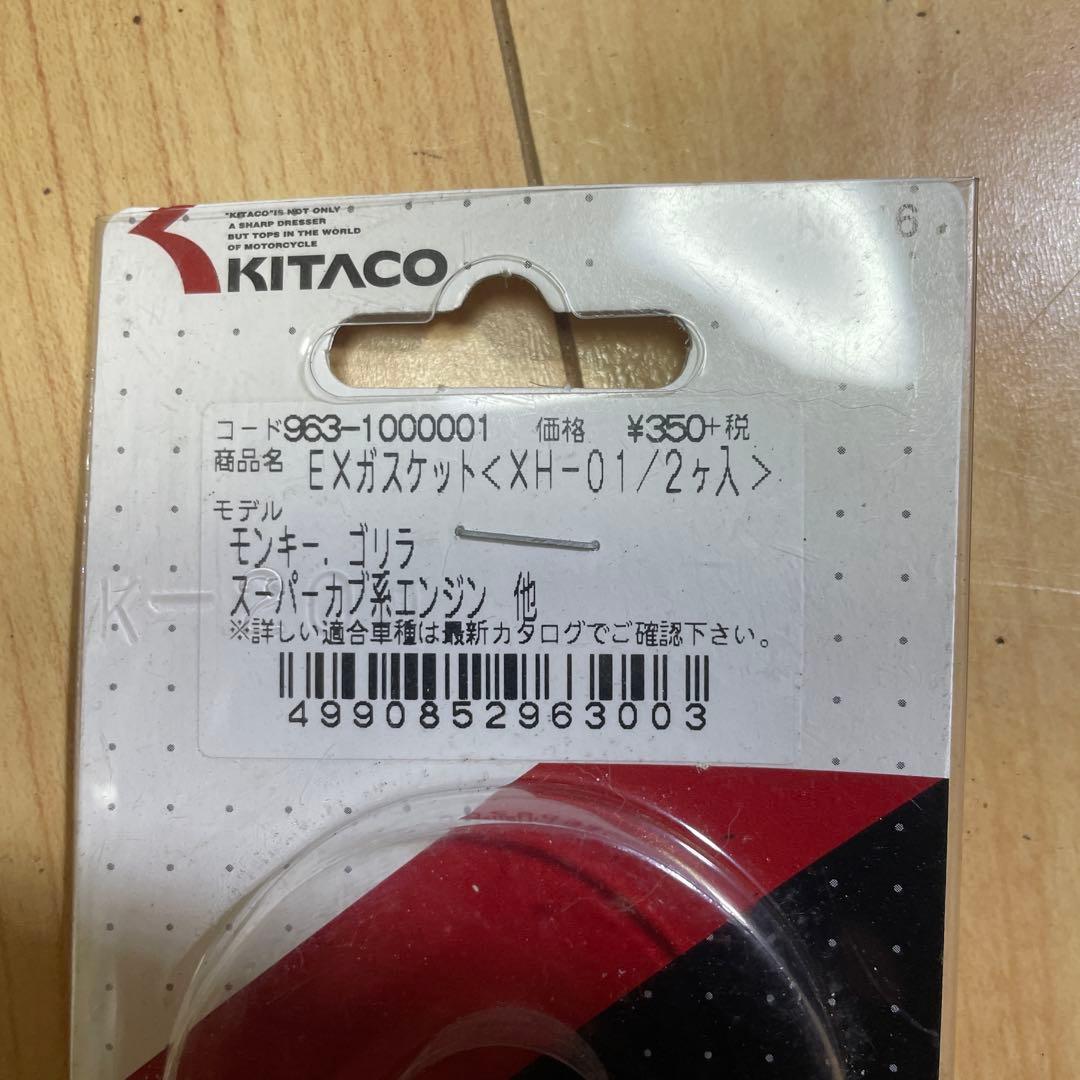 "KITACO" IS NOT ONLY
A SHARP DRESSER
BUT TOPS IN THE WORLD
OF MOTORCYCLE
KITACO
コード963-1000001 価格 ¥350+税
商品名 EXガスケット<XH-01/2ヶ入>
モデル
モンキー．ゴリラ
スーパーカブ系エンジン 他
※詳しい適合車種は最新カタログでご確認下さい。
4990852963003